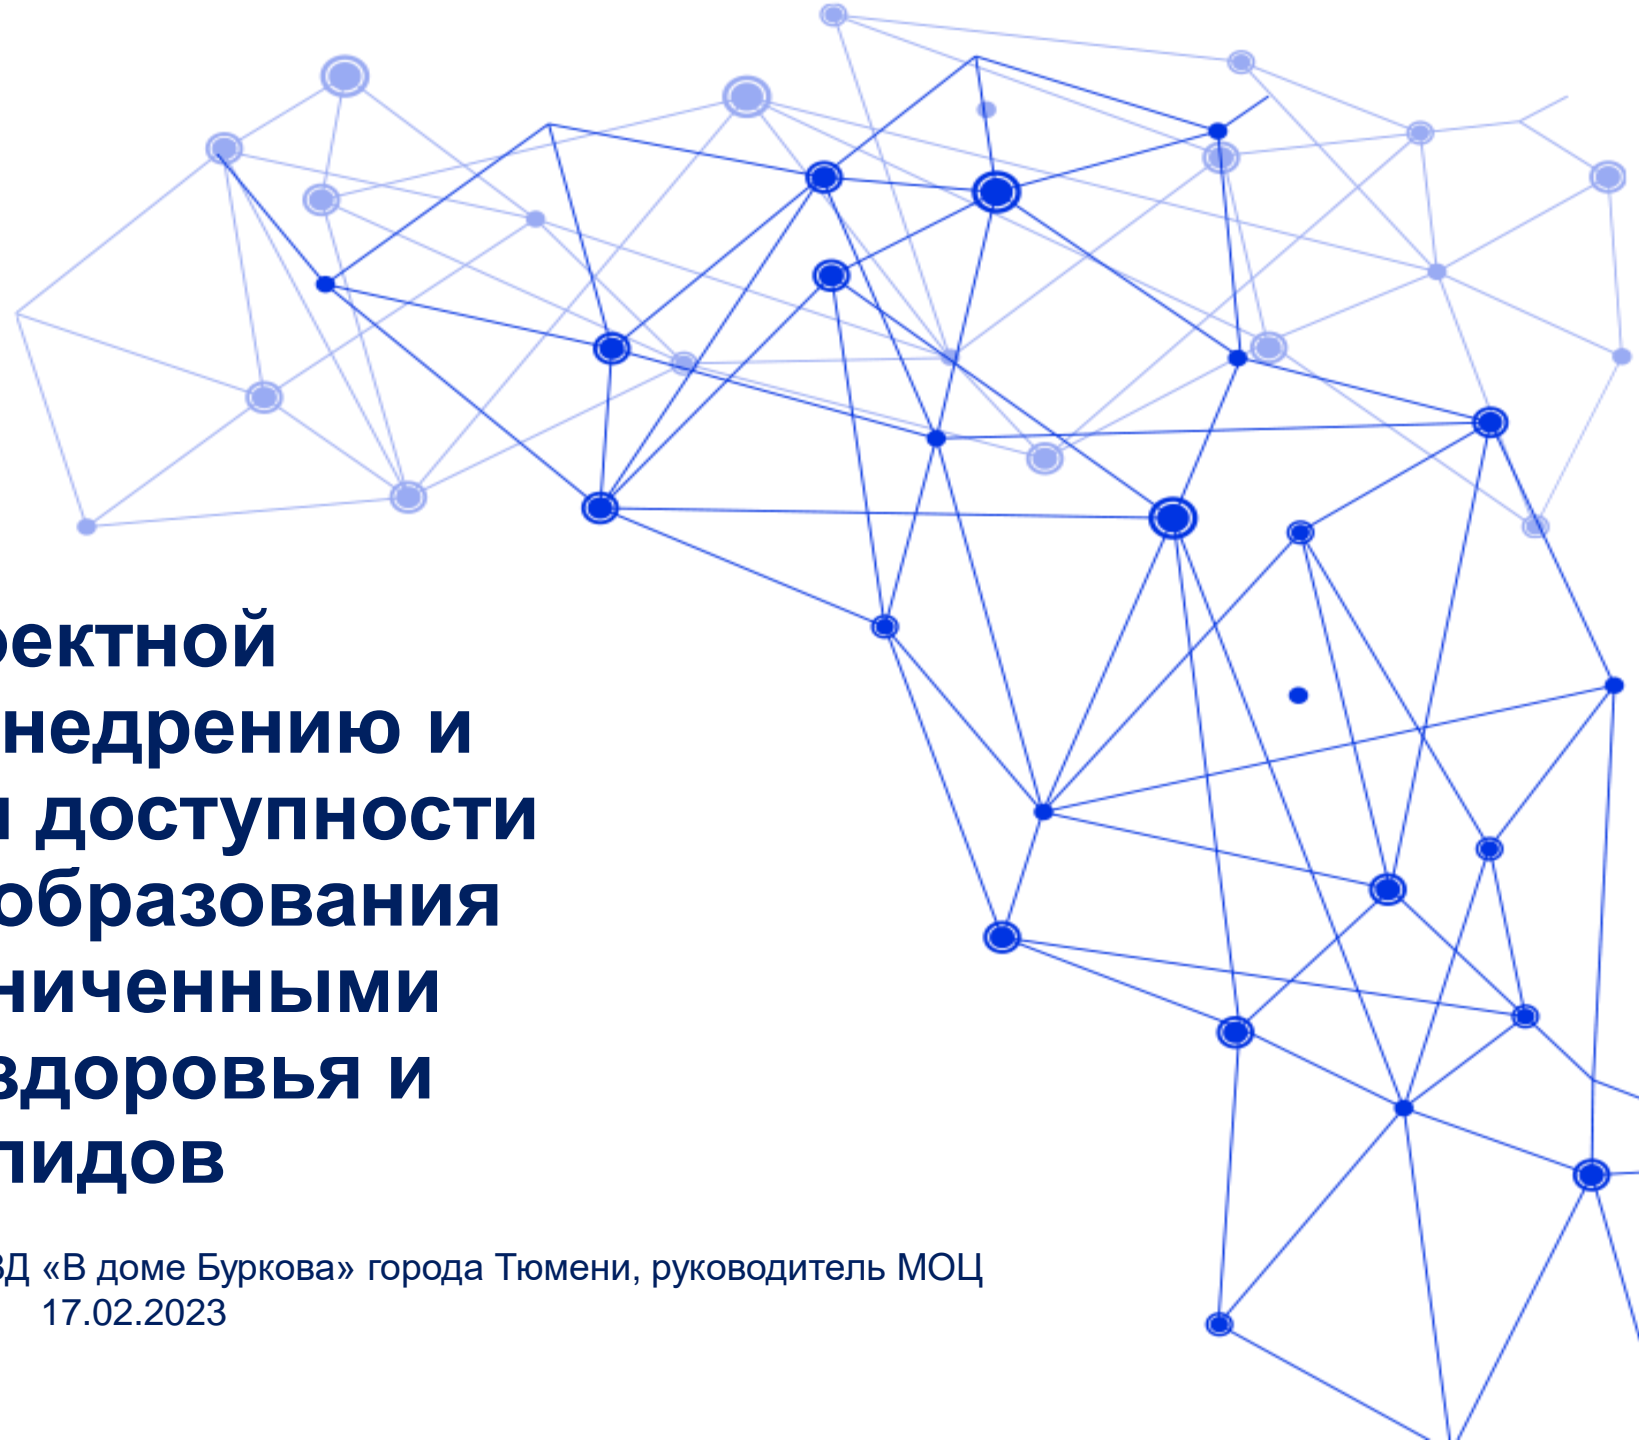 ектной
недрению и
доступности
образования
ниченными
здоровья и
лидов
ВД «В доме Буркова» города Тюмени, руководитель МОЦ
17.02.2023